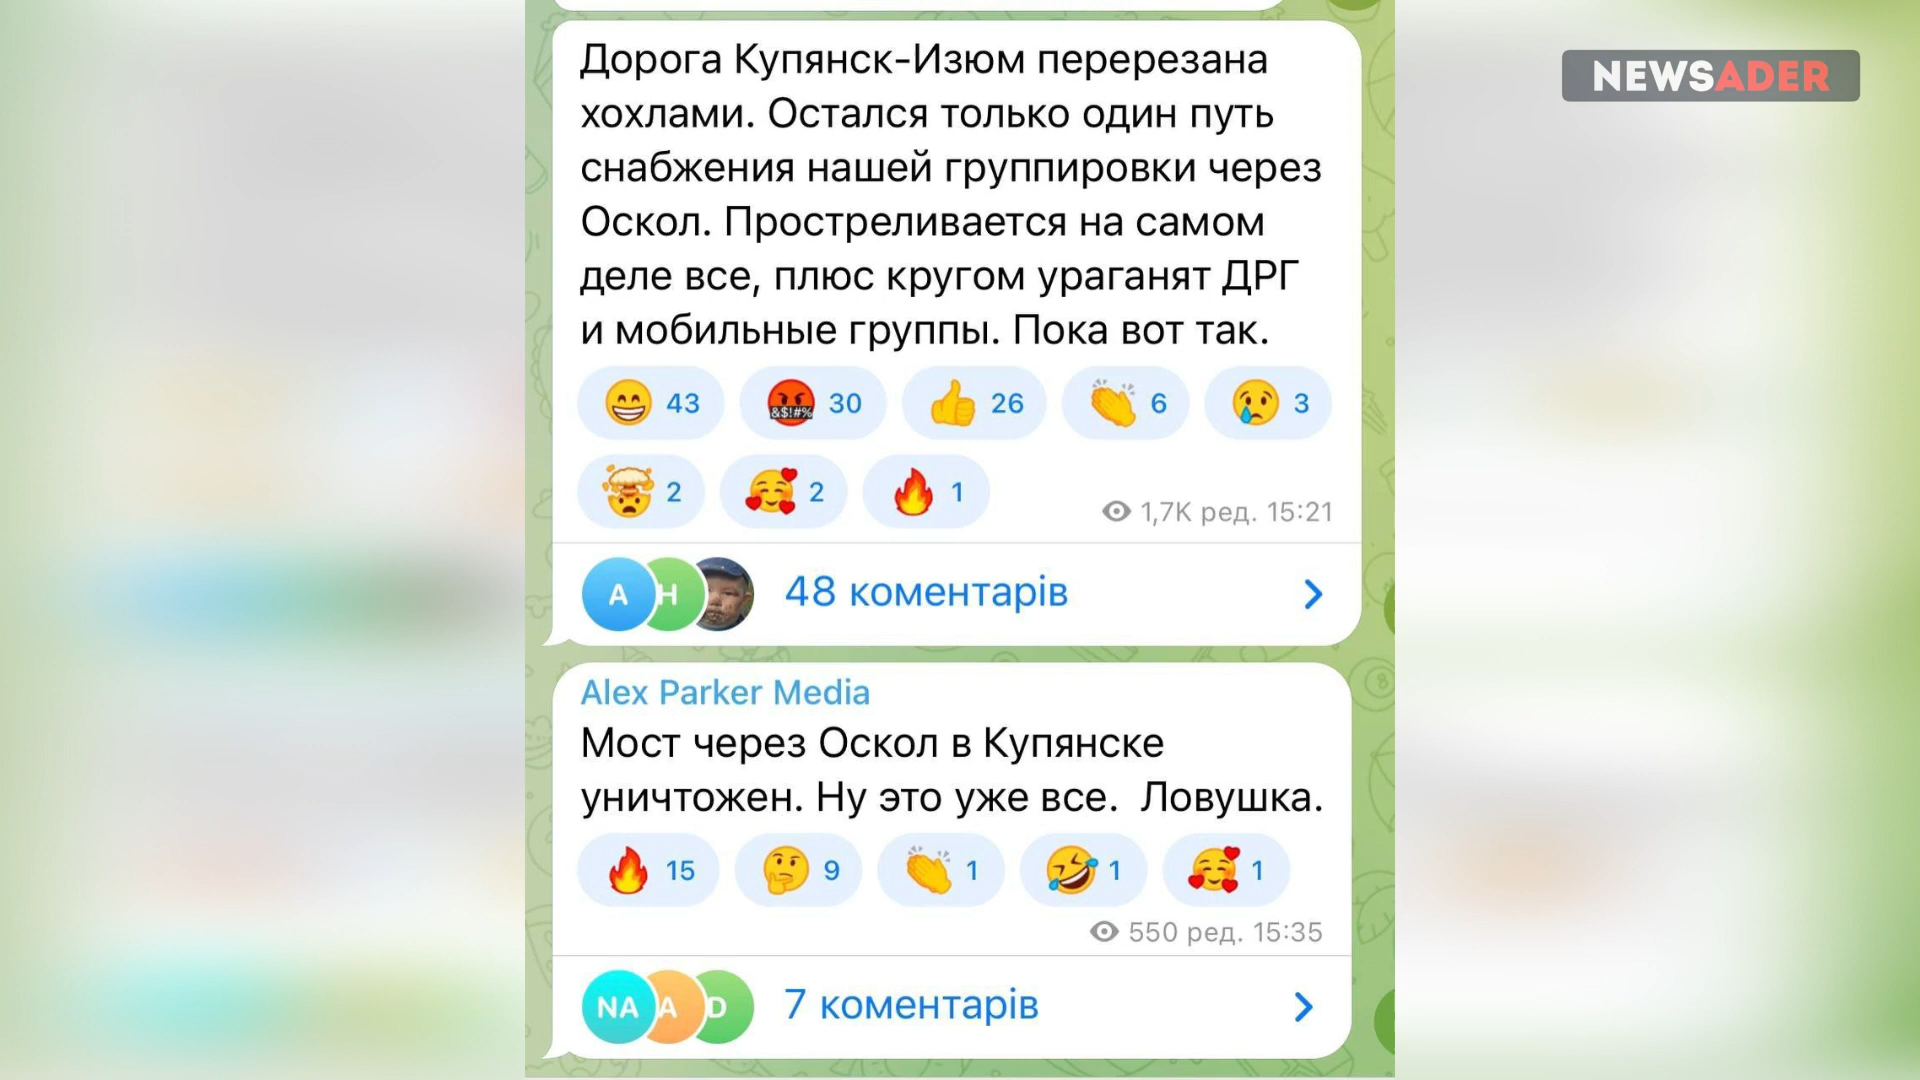 NEWSADER
Дорога Купянск-Изюм перерезана
хохлами. Остался только один путь
снабжения нашей группировки через
Оскол. Простреливается на самом
деле все, плюс кругом ураганят ДРГ
и мобильные группы. Пока вот так.
&$!#%
43 30 26 6 3
2 2 1 1,7K ред. 15:21
A H 48 коментарів
Alex Parker Media
Мост через Оскол в Купянске
уничтожен. Ну это уже все. Ловушка.
15 9 1 1 1
550 ред. 15:35
NA A D 7 коментарів